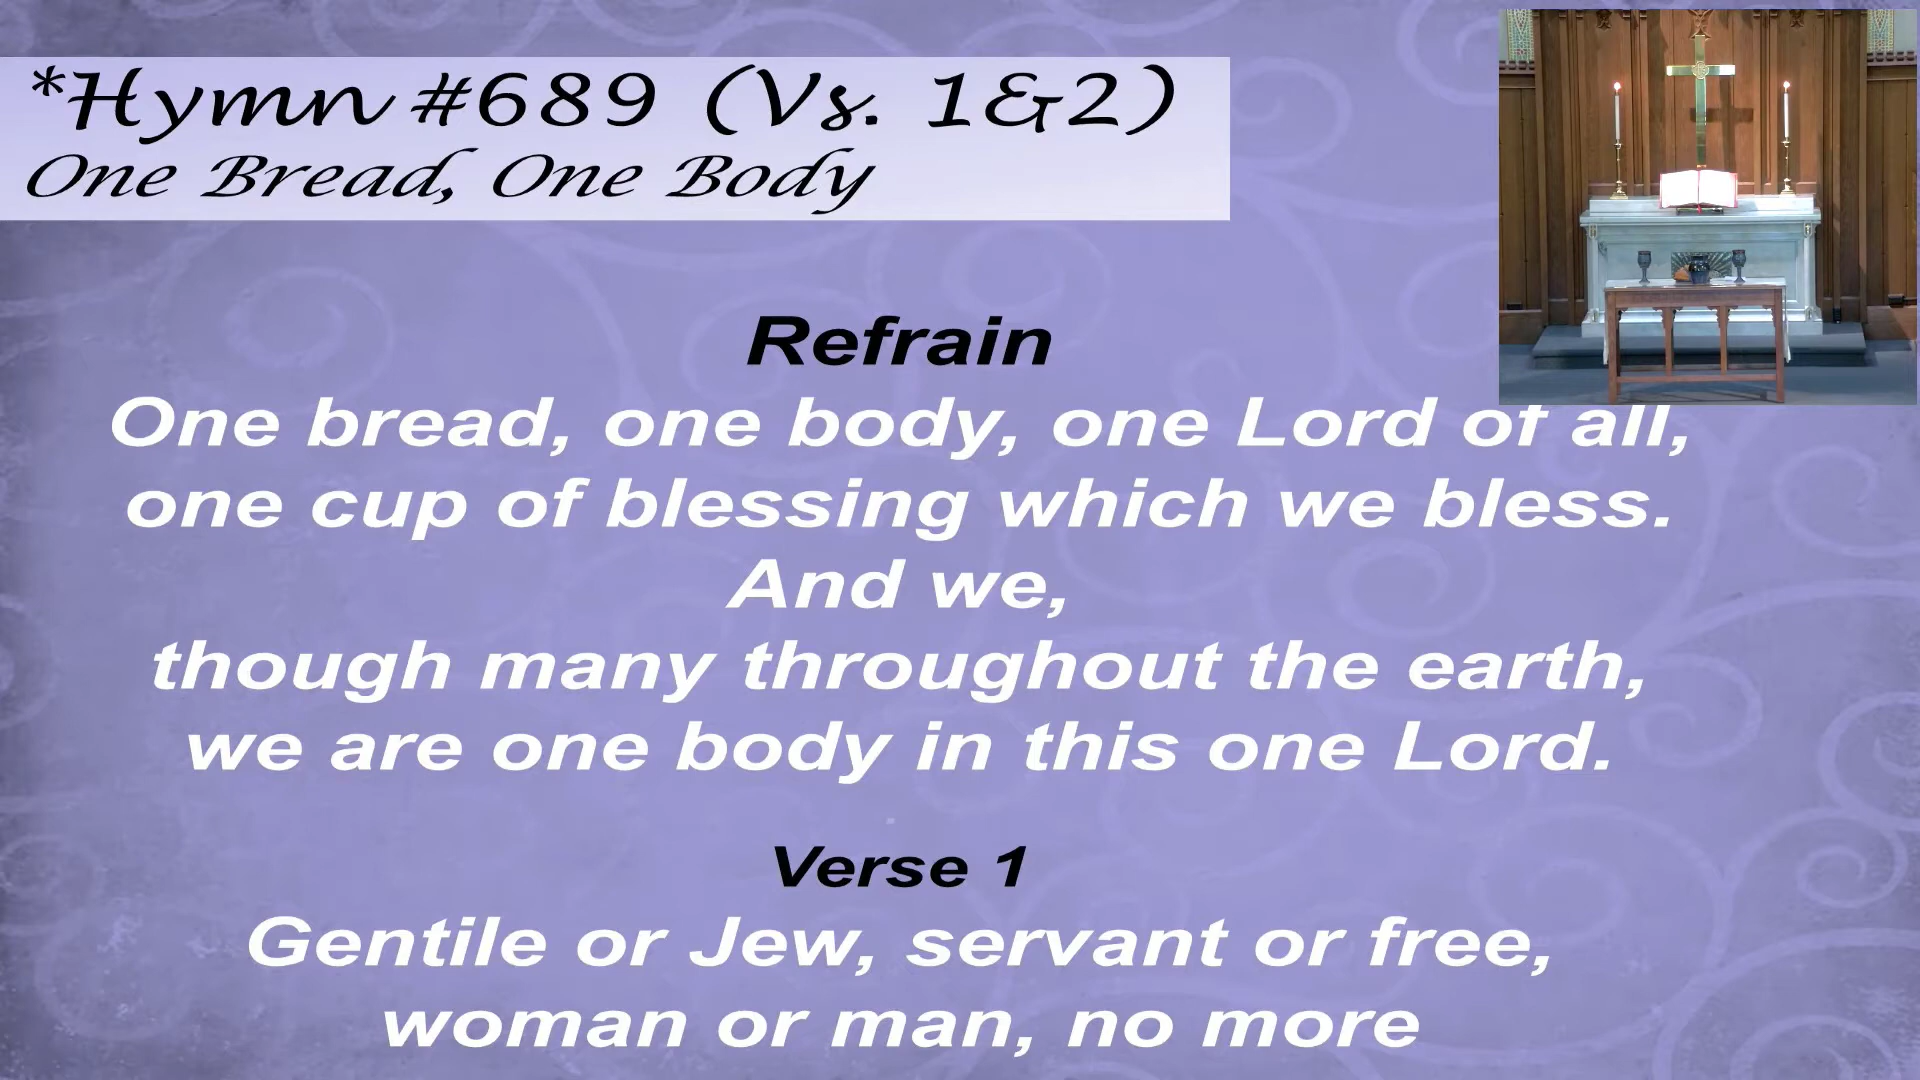 *Hymn #689 (Vs. 1&2)
One Bread, One Body
Refrain
One bread, one body, one Lord of all,
one cup of blessing which we bless.
And we,
though many throughout the earth,
we are one body in this one Lord.
Verse 1
Gentile or Jew, servant or free,
woman or man, no more